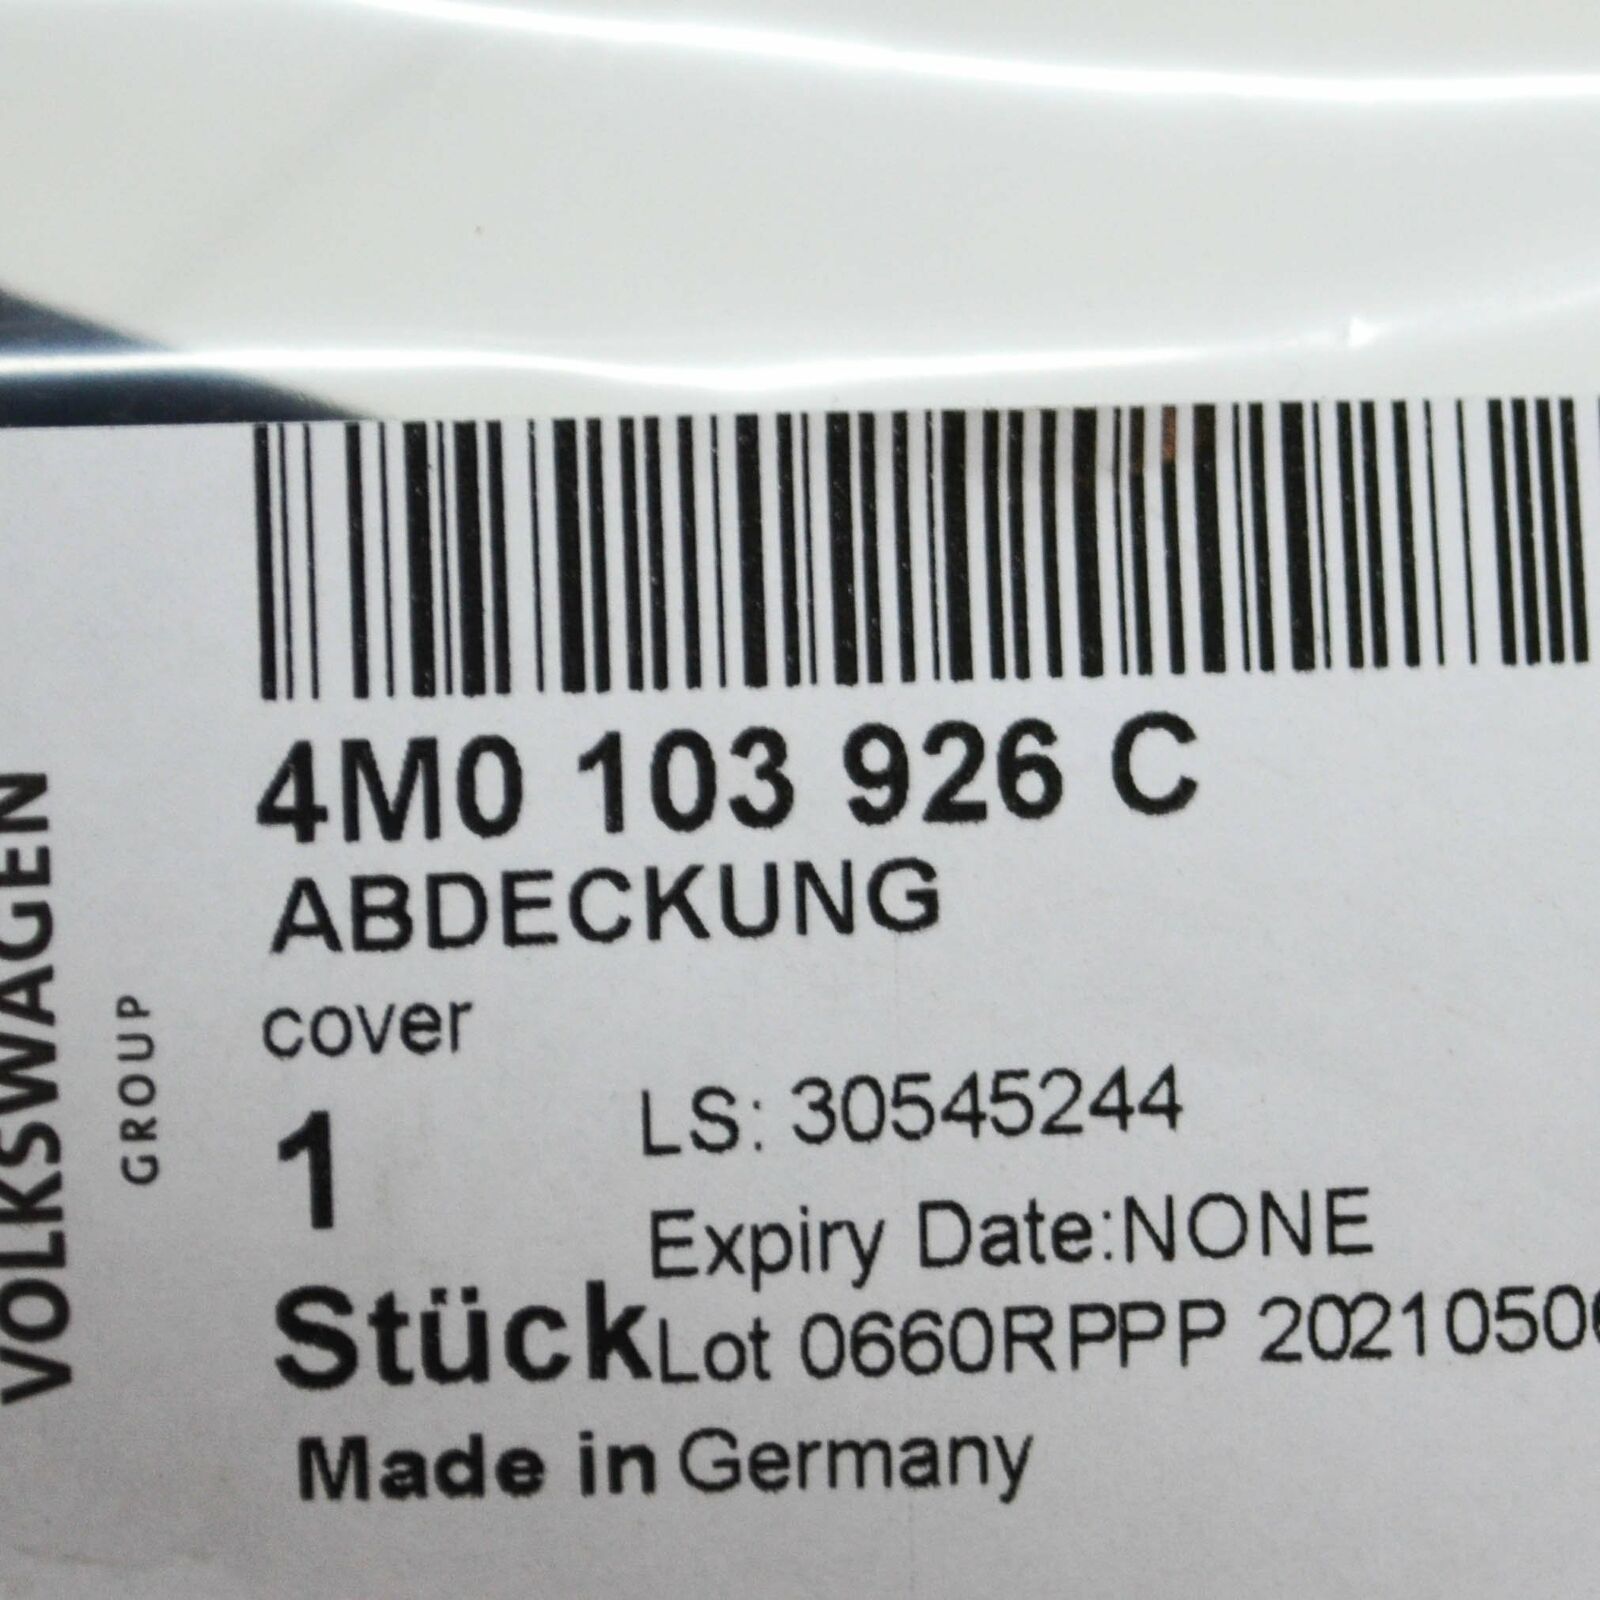 4M0 103 926 C
ABDECKUNG
cover
1
LS: 30545244
Expiry Date:NONE
Stück
Lot 0660RPPP
Made in Germany
VOLKSWAGEN
GROUP